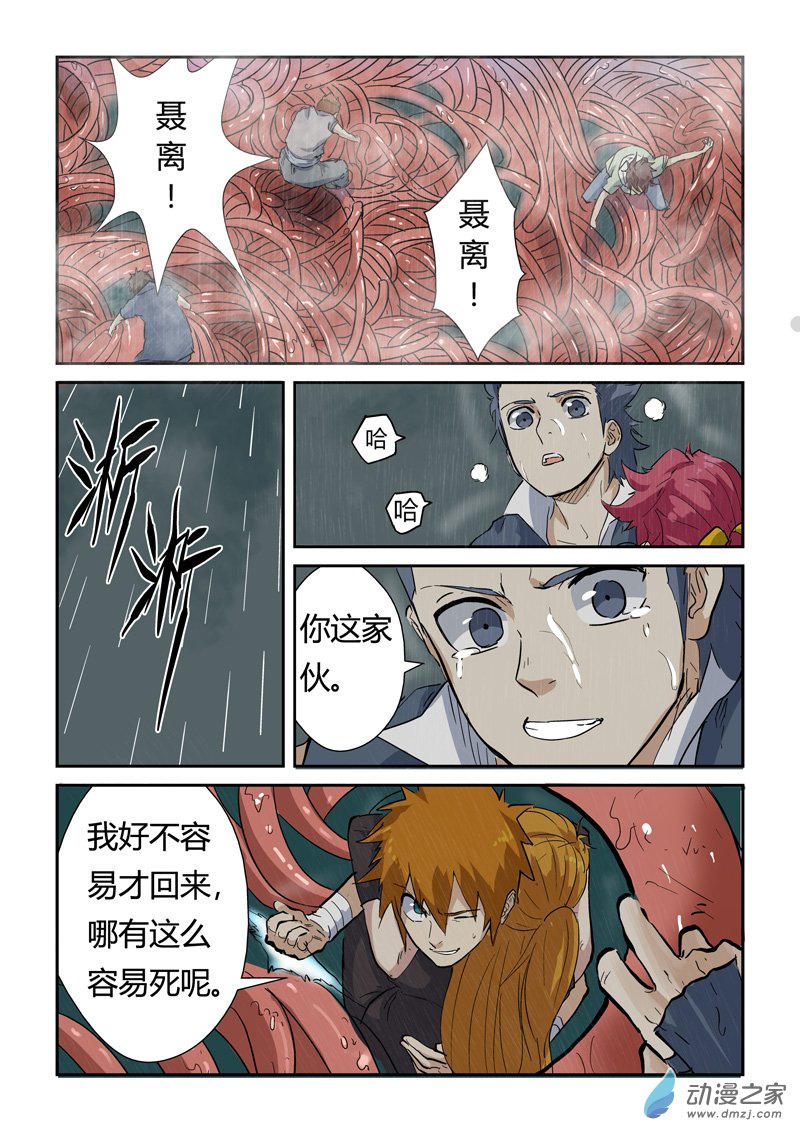 聂离！
聂离！
淅
淅
哈
哈
你这家
伙。
我好不容
易才回来，
哪有这么
容易死呢。
动漫之家
www.dmzj.com